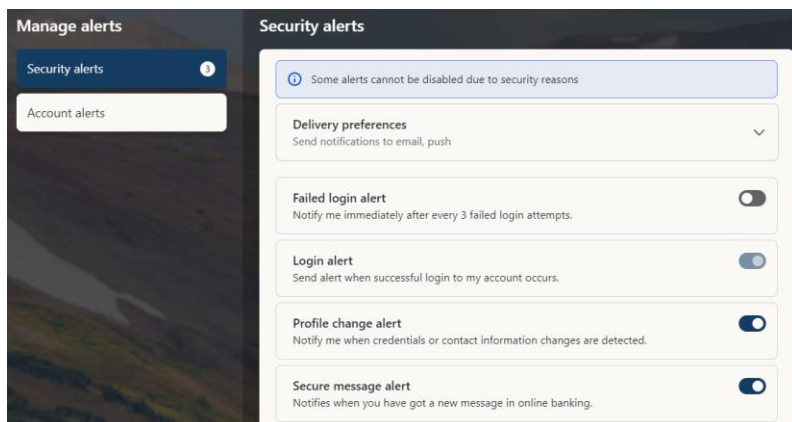 Manage alerts
Security alerts
3
Account alerts
Security alerts
Some alerts cannot be disabled due to security reasons
Delivery preferences
Send notifications to email, push
Failed login alert
Notify me immediately after every 3 failed login attempts.
Login alert
Send alert when successful login to my account occurs.
Profile change alert
Notify me when credentials or contact information changes are detected.
Secure message alert
Notifies when you have got a new message in online banking.